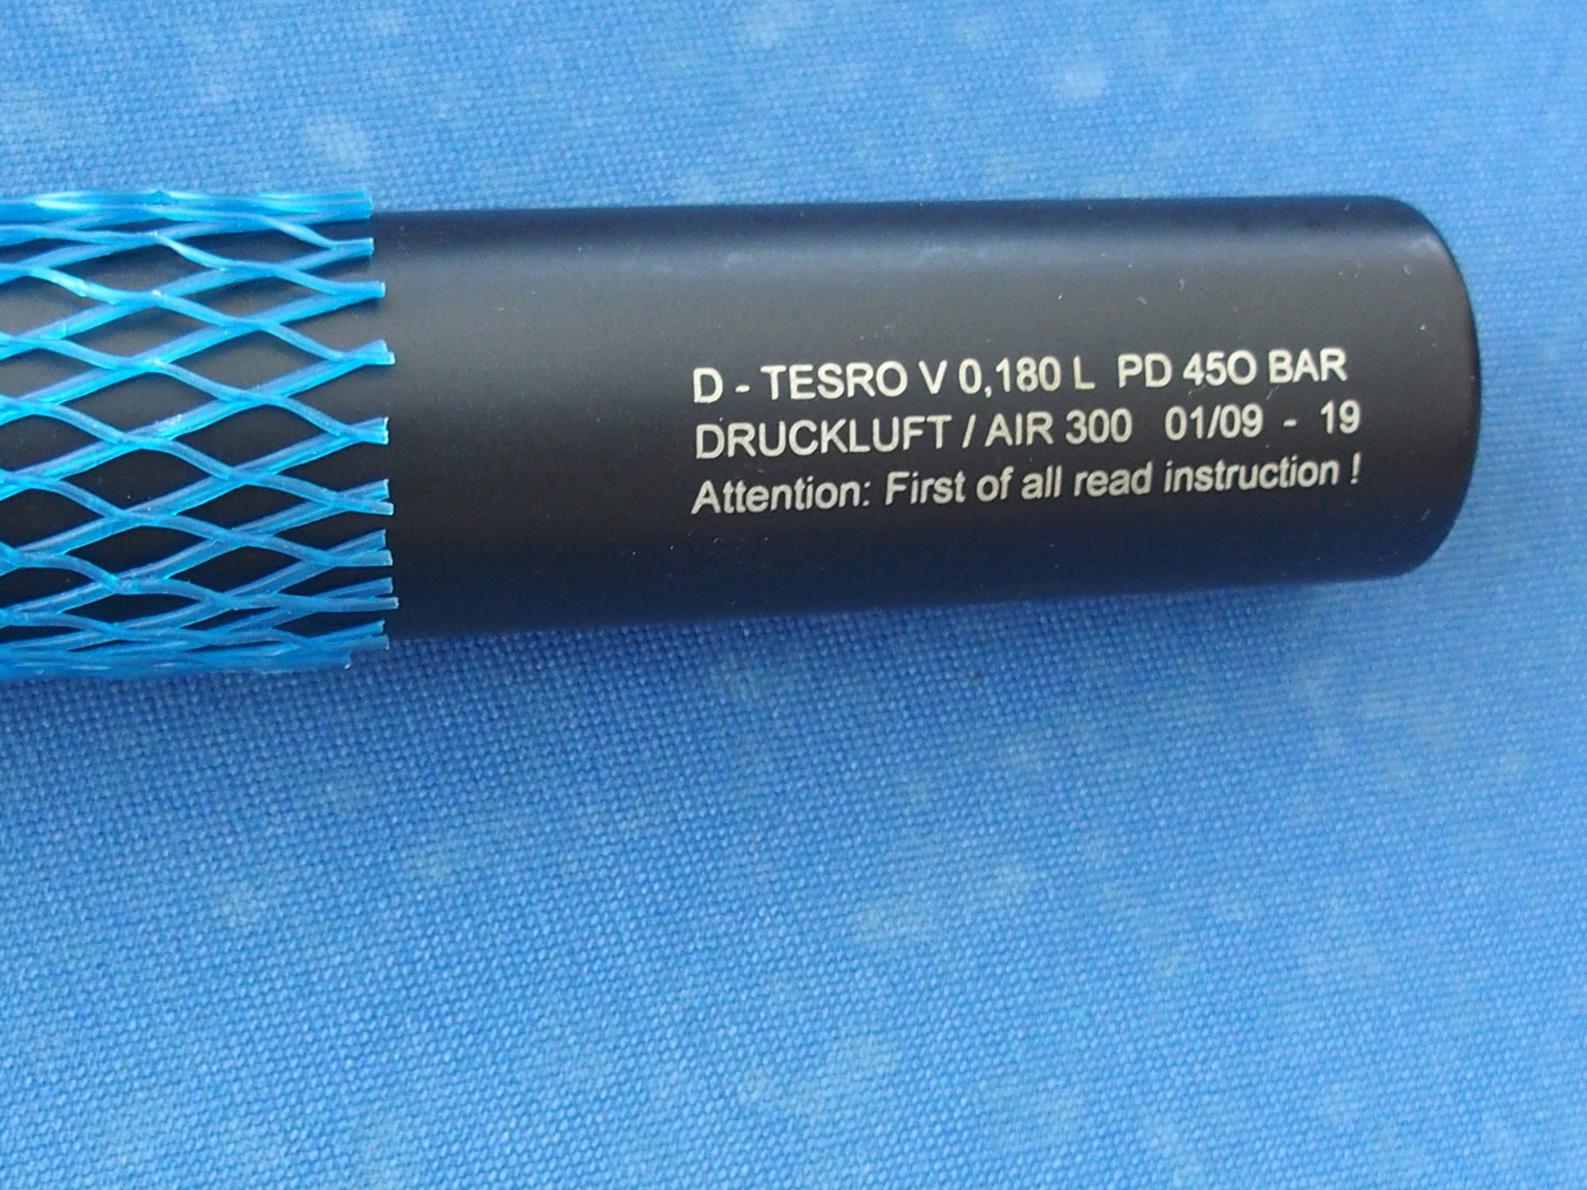 D - TESRO V 0,180 L PD 45O BAR
DRUCKLUFT / AIR 300 01/09 - 19
Attention: First of all read instruction !